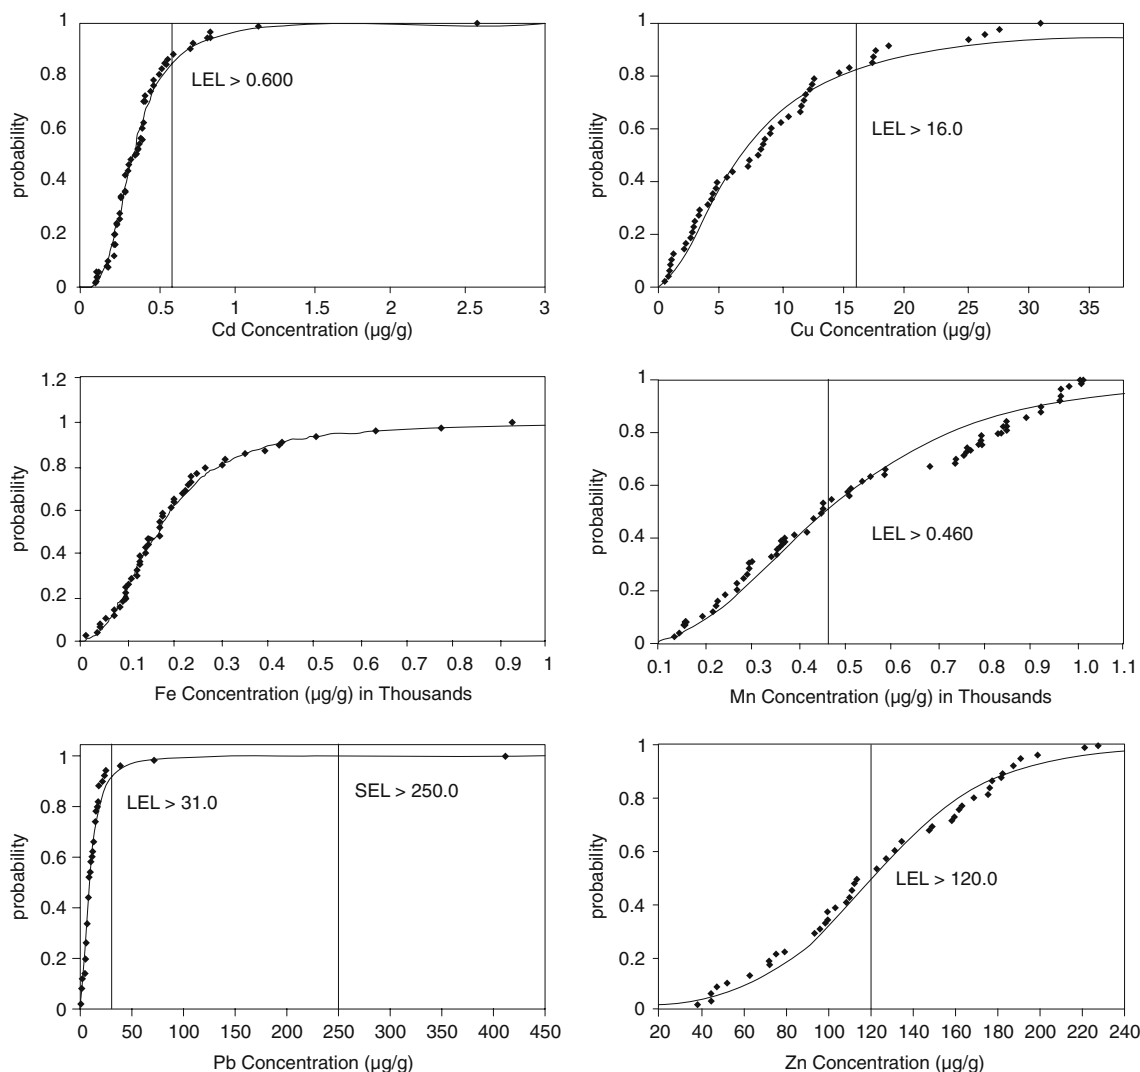 1
0.8
0.6
0.4
0.2
0
probability
LEL > 0.600
0 0.5 1 1.5 2 2.5 3
Cd Concentration (µg/g)
1
0.8
0.6
0.4
0.2
0
probability
LEL > 16.0
0 5 10 15 20 25 30 35
Cu Concentration (µg/g)
1.2
1
0.8
0.6
0.4
0.2
0
probability
0 0.1 0.2 0.3 0.4 0.5 0.6 0.7 0.8 0.9 1
Fe Concentration (µg/g) in Thousands
1
0.8
0.6
0.4
0.2
0
probability
LEL > 0.460
0.1 0.2 0.3 0.4 0.5 0.6 0.7 0.8 0.9 1.0 1.1
Mn Concentration (µg/g) in Thousands
1
0.8
0.6
0.4
0.2
0
probability
LEL > 31.0
SEL > 250.0
0 50 100 150 200 250 300 350 400 450
Pb Concentration (µg/g)
1
0.8
0.6
0.4
0.2
0
probability
LEL > 120.0
20 40 60 80 100 120 140 160 180 200 220 240
Zn Concentration (µg/g)